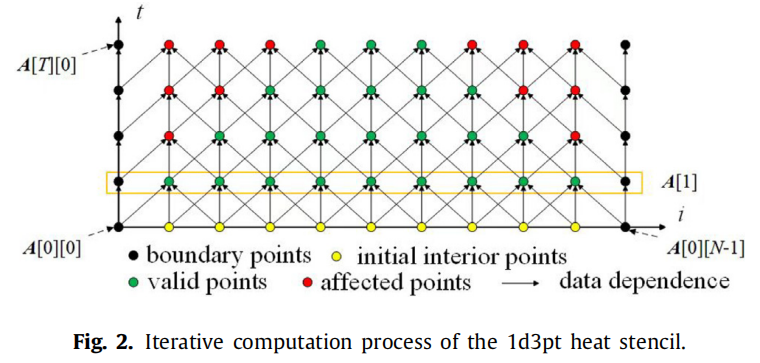 t
A[T][0]
A[1]
i
A[0][0]
A[0][N-1]
boundary points initial interior points
valid points affected points data dependence
Fig. 2. Iterative computation process of the 1d3pt heat stencil.